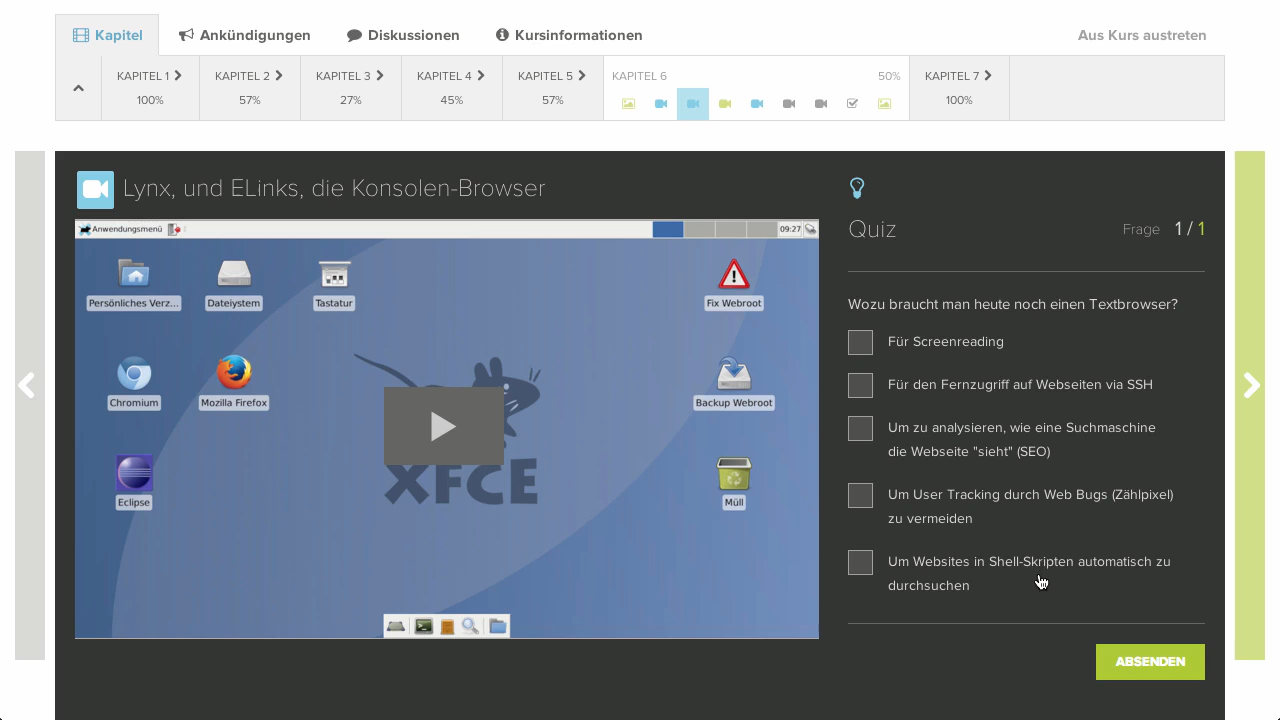 Kapitel
Ankündigungen
Diskussionen
Kursinformationen
Aus Kurs austreten
KAPITEL 1
100%
KAPITEL 2
57%
KAPITEL 3
27%
KAPITEL 4
45%
KAPITEL 5
57%
KAPITEL 6
50%
KAPITEL 7
100%
Lynx, und ELinks, die Konsolen-Browser
Anwendungsmenü
09:27
Persönliches Verz...
Dateiystem
Tastatur
Fix Webroot
Chromium
Mozilla Firefox
Backup Webroot
XFCE
Eclipse
Müll
Quiz
Frage 1 / 1
Wozu braucht man heute noch einen Textbrowser?
Für Screenreading
Für den Fernzugriff auf Webseiten via SSH
Um zu analysieren, wie eine Suchmaschine
die Webseite "sieht" (SEO)
Um User Tracking durch Web Bugs (Zählpixel)
zu vermeiden
Um Websites in Shell-Skripten automatisch zu
durchsuchen
ABSENDEN